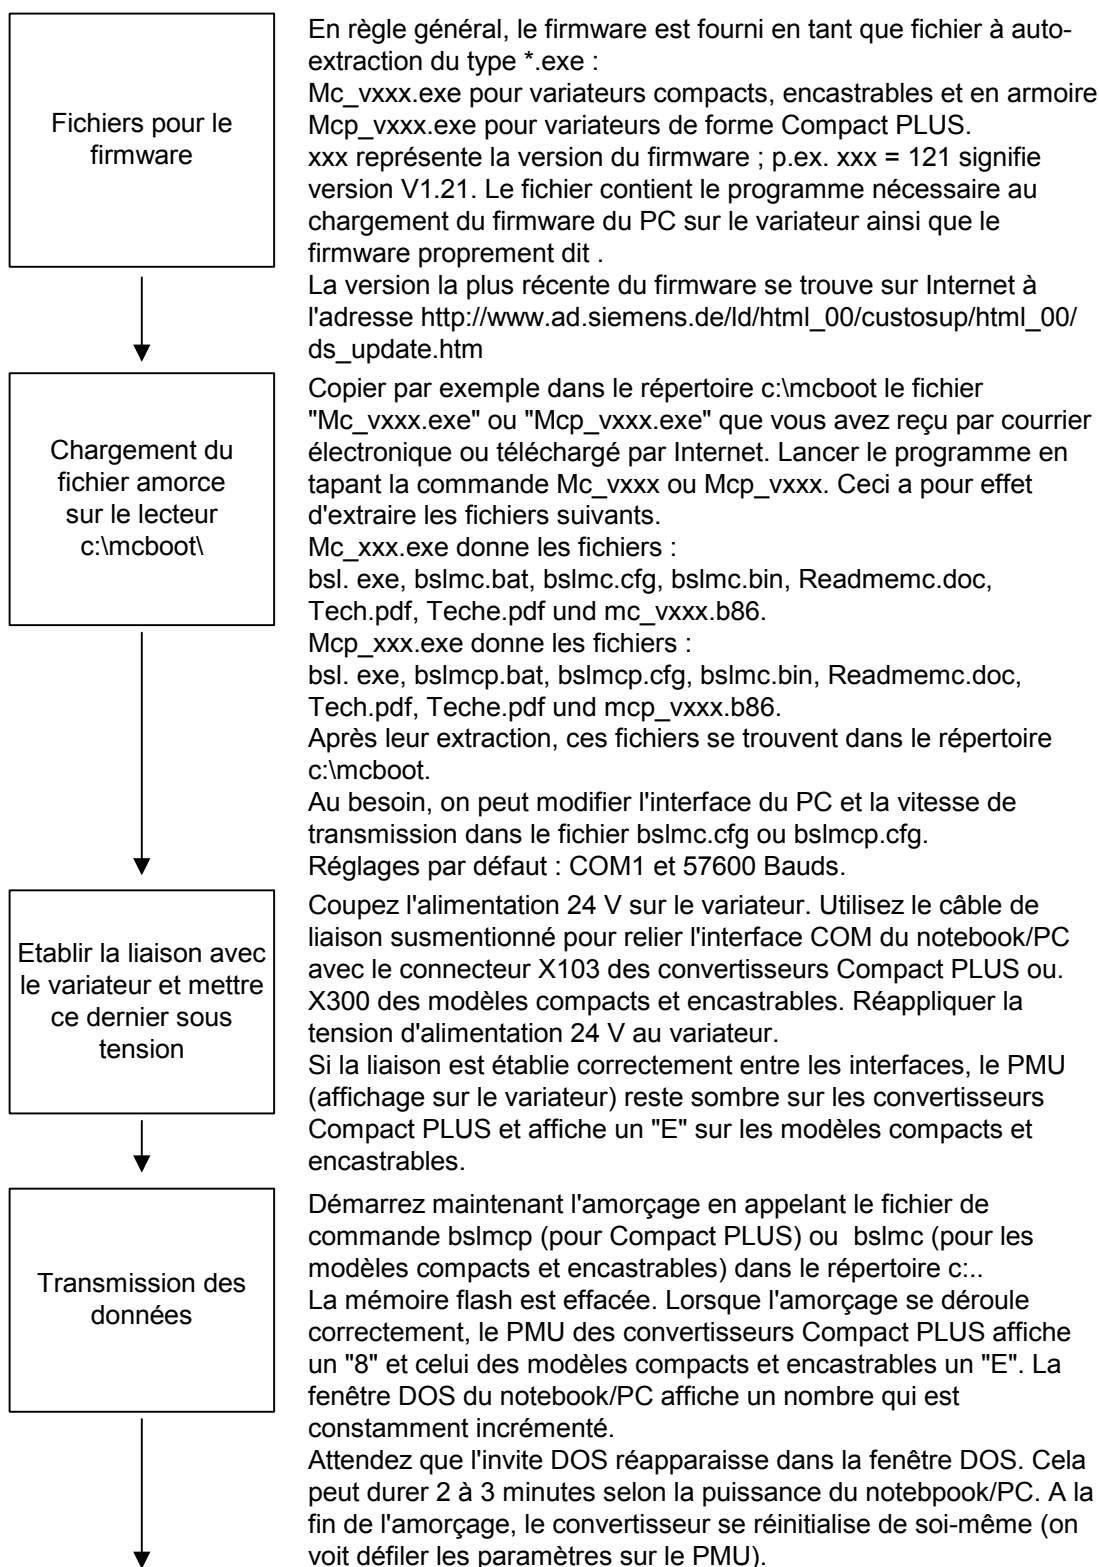 Fichiers pour le
firmware
En règle général, le firmware est fourni en tant que fichier à auto-
extraction du type *.exe :
Mc_vxxx.exe pour variateurs compacts, encastrables et en armoire
Mcp_vxxx.exe pour variateurs de forme Compact PLUS.
xxx représente la version du firmware ; p.ex. xxx = 121 signifie
version V1.21. Le fichier contient le programme nécessaire au
chargement du firmware du PC sur le variateur ainsi que le
firmware proprement dit .
La version la plus récente du firmware se trouve sur Internet à
l'adresse http://www.ad.siemens.de/ld/html_00/custosup/html_00/
ds_update.htm
Chargement du
fichier amorce
sur le lecteur
c:\mcboot\
Copier par exemple dans le répertoire c:\mcboot le fichier
"Mc_vxxx.exe" ou "Mcp_vxxx.exe" que vous avez reçu par courrier
électronique ou téléchargé par Internet. Lancer le programme en
tapant la commande Mc_vxxx ou Mcp_vxxx. Ceci a pour effet
d'extraire les fichiers suivants.
Mc_xxx.exe donne les fichiers :
bsl. exe, bslmc.bat, bslmc.cfg, bslmc.bin, Readmemc.doc,
Tech.pdf, Teche.pdf und mc_vxxx.b86.
Mcp_xxx.exe donne les fichiers :
bsl. exe, bslmcp.bat, bslmcp.cfg, bslmc.bin, Readmemc.doc,
Tech.pdf, Teche.pdf und mcp_vxxx.b86.
Après leur extraction, ces fichiers se trouvent dans le répertoire
c:\mcboot.
Au besoin, on peut modifier l'interface du PC et la vitesse de
transmission dans le fichier bslmc.cfg ou bslmcp.cfg.
Réglages par défaut : COM1 et 57600 Bauds.
Etablir la liaison avec
le variateur et mettre
ce dernier sous
tension
Coupez l'alimentation 24 V sur le variateur. Utilisez le câble de
liaison susmentionné pour relier l'interface COM du notebook/PC
avec le connecteur X103 des convertisseurs Compact PLUS ou.
X300 des modèles compacts et encastrables. Réappliquer la
tension d'alimentation 24 V au variateur.
Si la liaison est établie correctement entre les interfaces, le PMU
(affichage sur le variateur) reste sombre sur les convertisseurs
Compact PLUS et affiche un "E" sur les modèles compacts et
encastrables.
Transmission des
données
Démarrez maintenant l'amorçage en appelant le fichier de
commande bslmcp (pour Compact PLUS) ou  bslmc (pour les
modèles compacts et encastrables) dans le répertoire c:..
La mémoire flash est effacée. Lorsque l'amorçage se déroule
correctement, le PMU des convertisseurs Compact PLUS affiche
un "8" et celui des modèles compacts et encastrables un "E". La
fenêtre DOS du notebook/PC affiche un nombre qui est
constamment incrémenté.
Attendez que l'invite DOS réapparaisse dans la fenêtre DOS. Cela
peut durer 2 à 3 minutes selon la puissance du notebpook/PC. A la
fin de l'amorçage, le convertisseur se réinitialise de soi-même (on
voit défiler les paramètres sur le PMU).